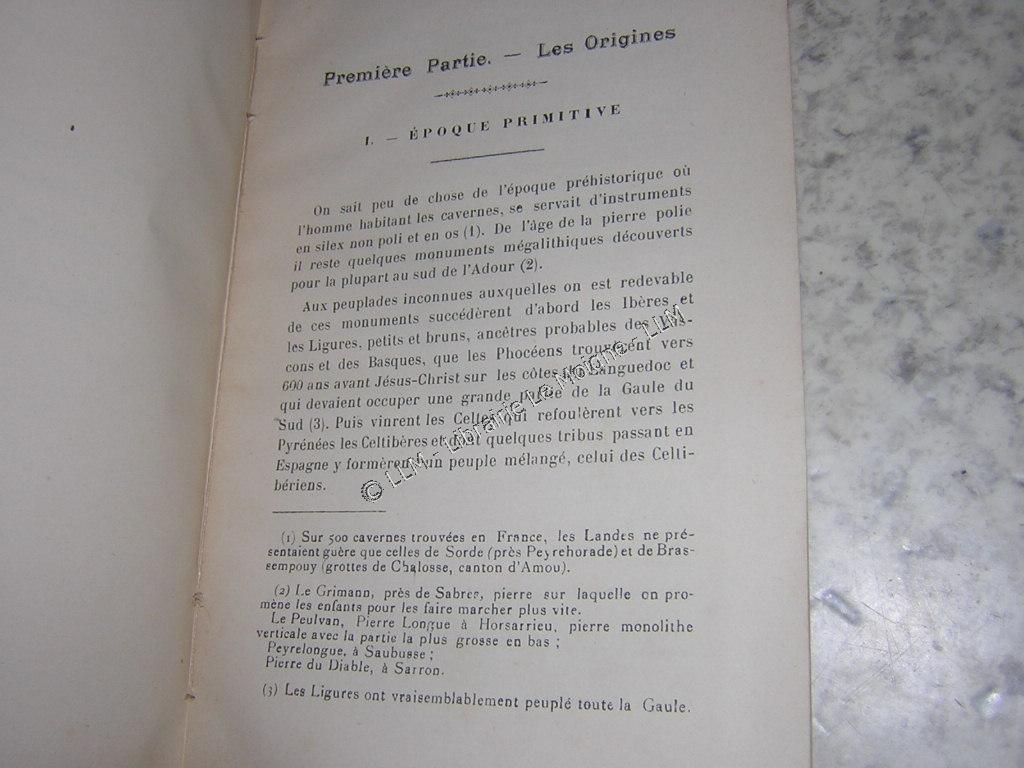 Première Partie. — Les Origines
I. — ÉPOQUE PRIMITIVE
On sait peu de chose de l'époque préhistorique où
l'homme habitant les cavernes, se servait d'instruments
en silex non poli et en os (1). De l'âge de la pierre polie
il reste quelques monuments mégalithiques découverts
pour la plupart au sud de l'Adour (2).
Aux peuplades inconnues auxquelles on est redevable
de ces monuments succédèrent d'abord les Ibères et
les Ligures, petits et bruns, ancêtres probables des
cons et des Basques, que les Phocéens trouvèrent vers
600 ans avant Jésus-Christ sur les côtes du Languedoc et
qui devaient occuper une grande partie de la Gaule du
Sud (3). Puis vinrent les Celtes qui refoulèrent vers les
Pyrénées les Celtibères et dont quelques tribus passant en
Espagne y formèrent un peuple mélangé, celui des Celti-
bériens.
(1) Sur 500 cavernes trouvées en France, les Landes ne pré-
sentaient guère que celles de Sorde (près Peyrehorade) et de Bras-
sempouy (grottes de Chalosse, canton d'Amou).
(2) Le Grimann, près de Sabres, pierre sur laquelle on pro-
mène les enfants pour les faire marcher plus vite.
Le Peulvan, Pierre Longue à Horsarrieu, pierre monolithe
verticale avec la partie la plus grosse en bas ;
Peyrelongue, à Saubusse ;
Pierre du Diable, à Sarron.
(3) Les Ligures ont vraisemblablement peuplé toute la Gaule.
© LLM - Librairie Le Moigne - LLM